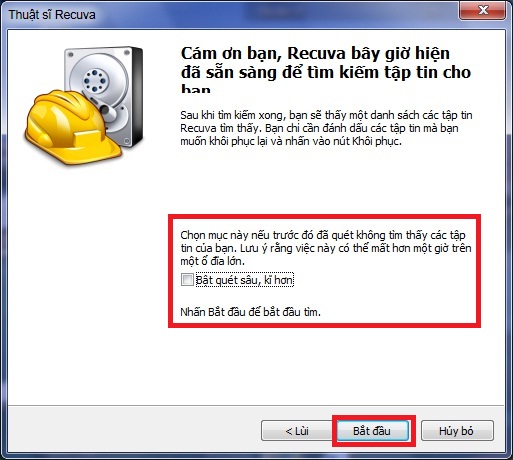 Thuật sĩ Recuva
Cám ơn bạn, Recuva bây giờ hiện
đã sẵn sàng để tìm kiếm tập tin cho
bạn
Sau khi tìm kiếm xong, bạn sẽ thấy một danh sách các tập tin
Recuva tìm thấy. Bạn chỉ cần đánh dấu các tập tin mà bạn
muốn khôi phục lại và nhấn vào nút Khôi phục.
Chọn mục này nếu trước đó đã quét không tìm thấy các tập
tin của bạn. Lưu ý rằng việc này có thể mất hơn một giờ trên
một ổ đĩa lớn.
Bật quét sâu, kĩ hơn
Nhấn Bắt đầu để bắt đầu tìm.
< Lùi
Bắt đầu
Hủy bỏ